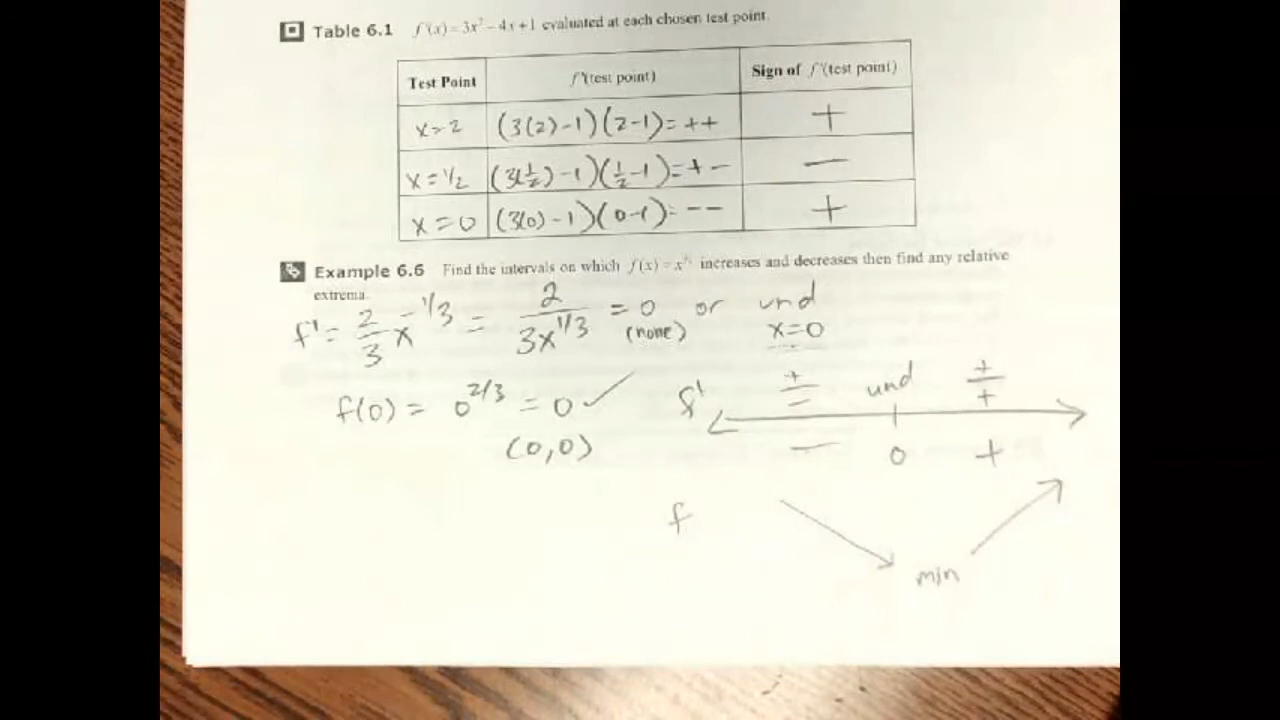 Table 6.1 f'(x) = 3x² − 4x + 1 evaluated at each chosen test point.
Test Point f'(test point) Sign of f'(test point)
x = 2 (3(2) − 1)(2 − 1) = ++ +
x = 1/2 (3(1/2) − 1)(1/2 − 1) = + − −
x = 0 (3(0) − 1)(0 − 1) = − − +
Example 6.6 Find the intervals on which f(x) = x^(2/3) increases and decreases then find any relative
extrema.
f' = 2/3 x^(−1/3) = 2/(3x^(1/3)) = 0 or und
(none) x = 0
f(0) = 0^(2/3) = 0 ✓
(0,0)
f' +/− und +/+
− 0 +
f
min